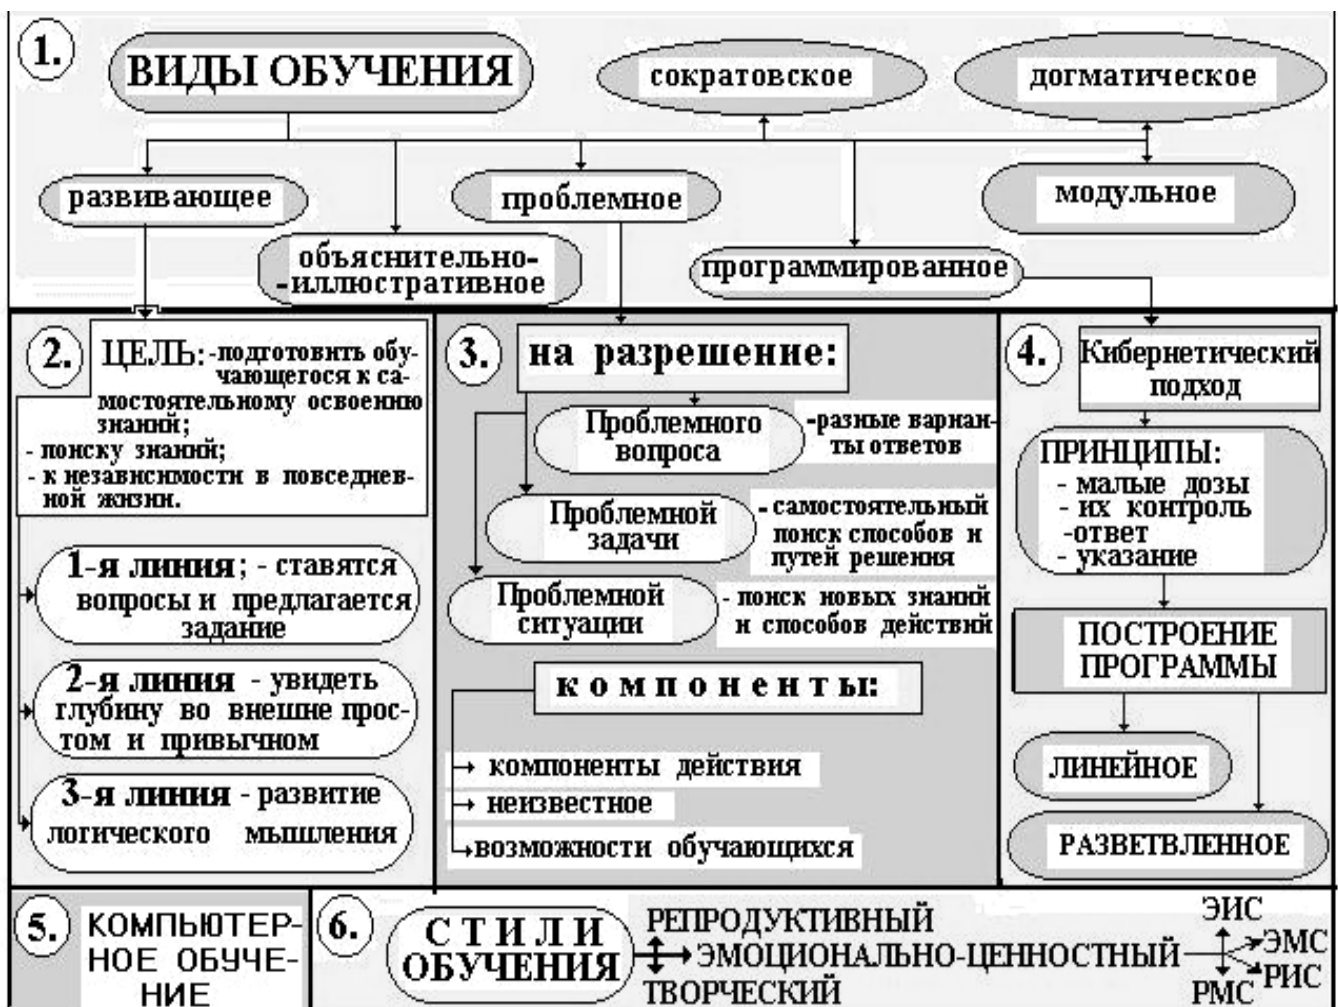 1.
ВИДЫ ОБУЧЕНИЯ
сократовское
догматическое
развивающее
проблемное
модульное
объяснительно-
-иллюстративное
программированное
2.
ЦЕЛЬ: -подготовить обу-
чающегося к са-
мостоятельному освоению
знаний;
- поиску знаний;
- к независимости в повседнев-
ной жизни.
1-я линия; - ставятся
вопросы и предлагается
задание
2-я линия - увидеть
глубину во внешне прос-
том и привычном
3-я линия - развитие
логического мышления
3.
на разрешение:
Проблемного
вопроса
-разные вариан-
ты ответов
Проблемной
задачи
- самостоятельный
поиск способов и
путей решения
Проблемной
ситуации
- поиск новых знаний
и способов действий
компоненты:
компоненты действия
неизвестное
возможности обучающихся
4.
Кибернетический
подход
ПРИНЦИПЫ:
- малые дозы
- их контроль
-ответ
- указание
ПОСТРОЕНИЕ
ПРОГРАММЫ
ЛИНЕЙНОЕ
РАЗВЕТВЛЕННОЕ
5.
КОМПЬЮТЕР-
НОЕ ОБУЧЕ-
НИЕ
6.
СТИЛИ
ОБУЧЕНИЯ
РЕПРОДУКТИВНЫЙ
ЭМОЦИОНАЛЬНО-ЦЕННОСТНЫЙ
ТВОРЧЕСКИЙ
ЭИС
ЭМС
РИС
РМС